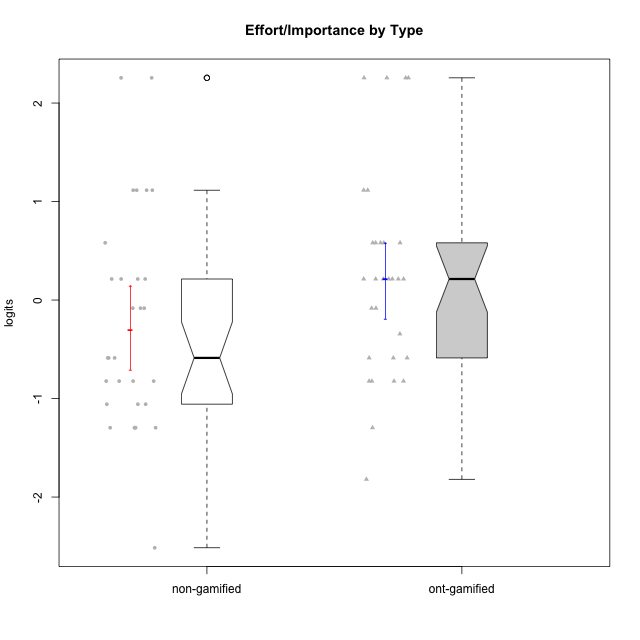 Effort/Importance by Type
logits
2
1
0
-1
-2
non-gamified
ont-gamified